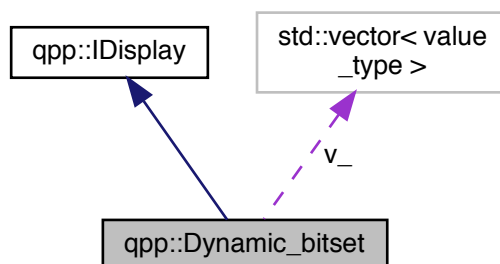 qpp::IDisplay
std::vector< value
_type >
v_
qpp::Dynamic_bitset